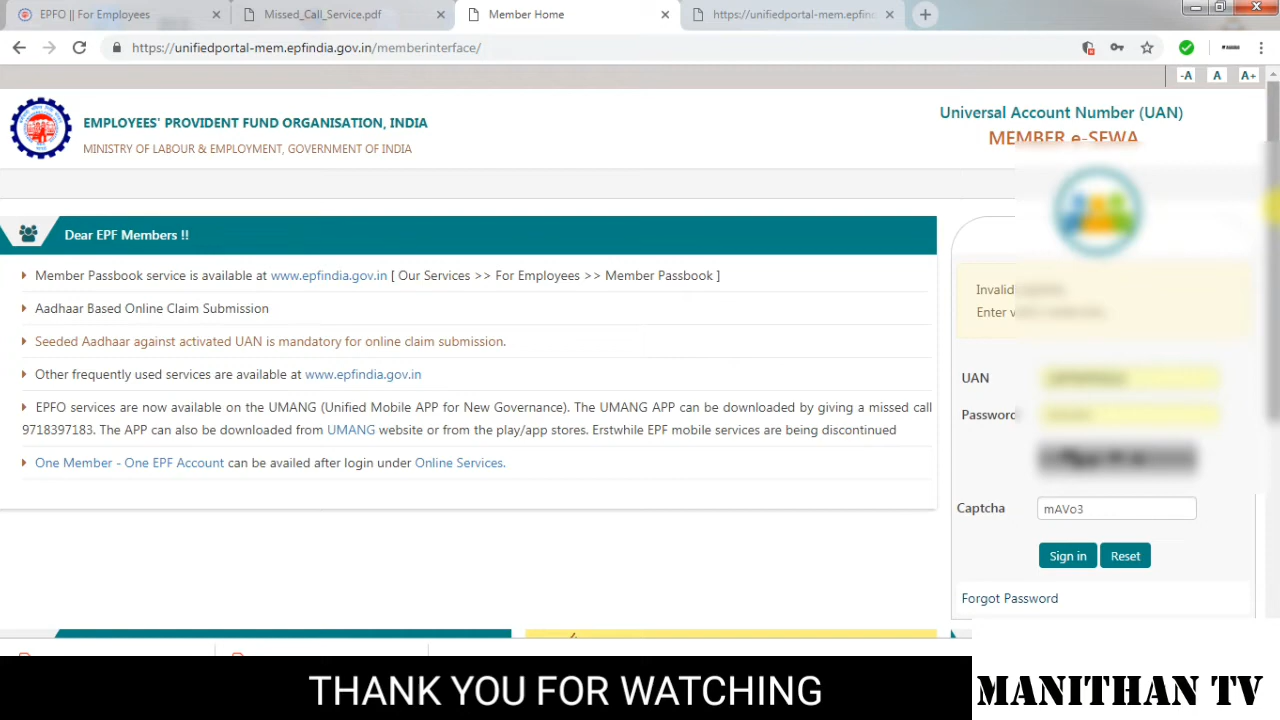 EPFO || For Employees
Missed_Call_Service.pdf
Member Home
https://unifiedportal-mem.epfind
https://unifiedportal-mem.epfindia.gov.in/memberinterface/
-A A A+
EMPLOYEES' PROVIDENT FUND ORGANISATION, INDIA
MINISTRY OF LABOUR & EMPLOYMENT, GOVERNMENT OF INDIA
Universal Account Number (UAN)
MEMBER e-SEWA
Dear EPF Members !!
Member Passbook service is available at www.epfindia.gov.in [ Our Services >> For Employees >> Member Passbook ]
Aadhaar Based Online Claim Submission
Seeded Aadhaar against activated UAN is mandatory for online claim submission.
Other frequently used services are available at www.epfindia.gov.in
EPFO services are now available on the UMANG (Unified Mobile APP for New Governance). The UMANG APP can be downloaded by giving a missed call
9718397183. The APP can also be downloaded from UMANG website or from the play/app stores. Erstwhile EPF mobile services are being discontinued
One Member - One EPF Account can be availed after login under Online Services.
Invalid
Enter
UAN
Password
Captcha mAVo3
Sign in Reset
Forgot Password
THANK YOU FOR WATCHING
MANITHAN TV